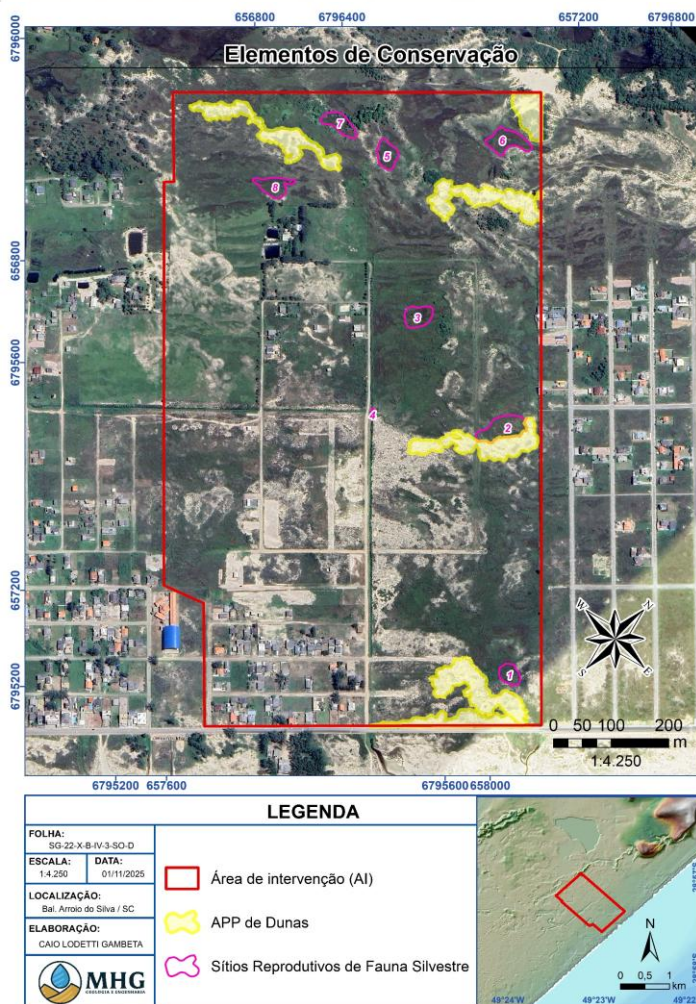 656800 6796400 657200 6796800
6796000
Elementos de Conservação
7
5
6
8
656800
3
6795600
4
2
657200
W N
S E
1
6795200
0 50 100 200
m
1:4.250
6795200 657600 6795600 658000
LEGENDA
FOLHA:
SG-22-X-B-IV-3-SO-D
ESCALA: DATA:
1:4.250 01/11/2025
LOCALIZAÇÃO:
Bal. Arroio do Silva / SC
ELABORAÇÃO:
CAIO LODETTI GAMBETA
MHG
GEOLOGIA E ENGENHARIA
Área de intervenção (AI)
APP de Dunas
Sítios Reprodutivos de Fauna Silvestre
N
0 0,5 1
km
49°24'W 49°23'W